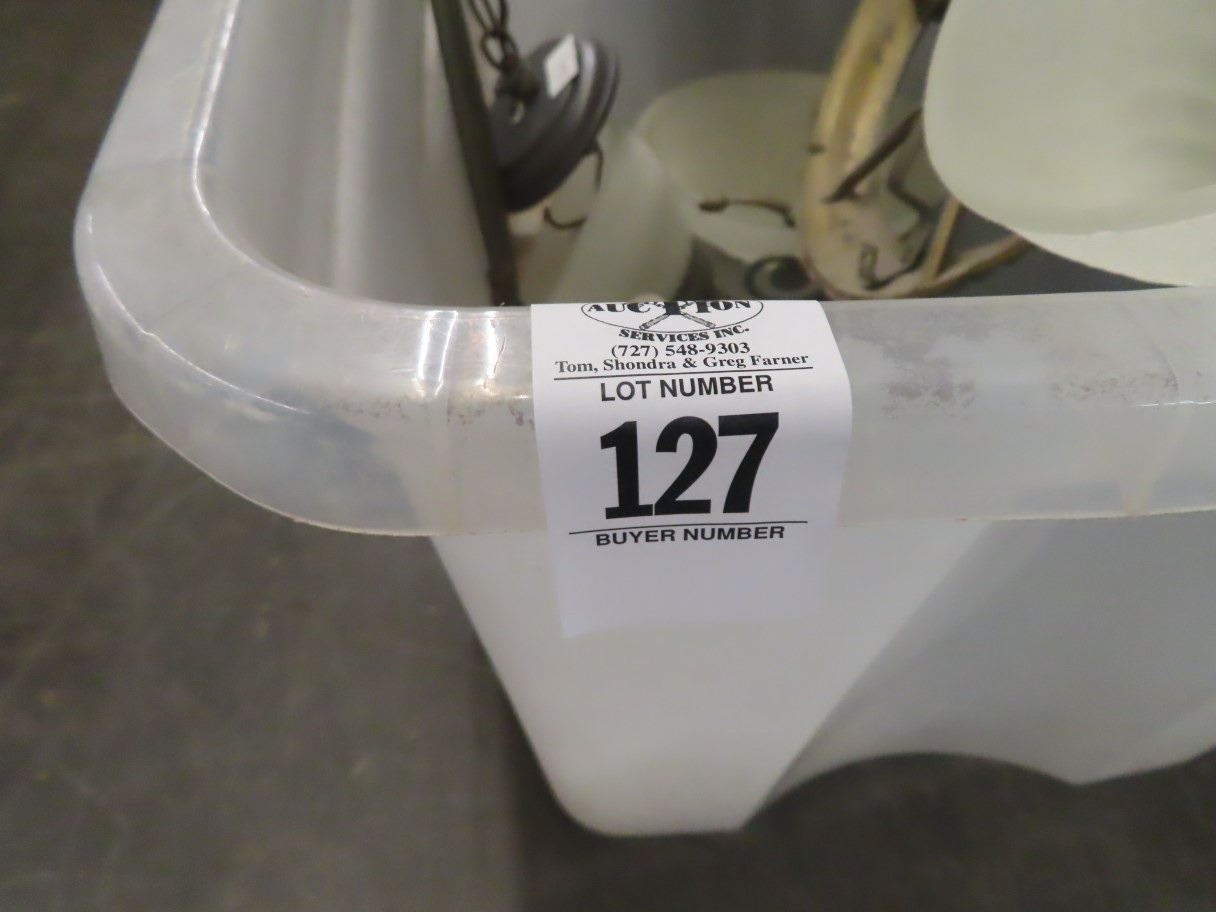 AUCTION
SERVICES INC.
(727) 548-9303
Tom, Shondra & Greg Farner
LOT NUMBER
127
BUYER NUMBER